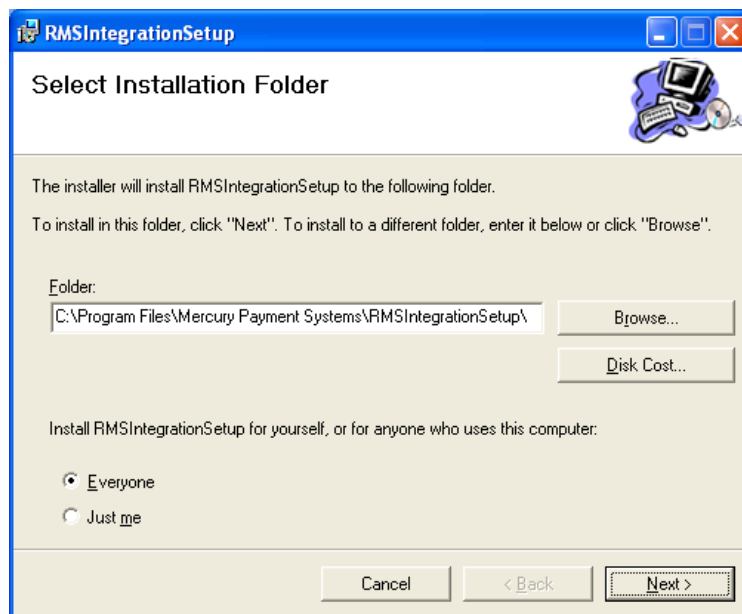 RMSIntegrationSetup
Select Installation Folder
The installer will install RMSIntegrationSetup to the following folder.
To install in this folder, click "Next". To install to a different folder, enter it below or click "Browse".
Folder:
C:\Program Files\Mercury Payment Systems\RMSIntegrationSetup\
Browse...
Disk Cost...
Install RMSIntegrationSetup for yourself, or for anyone who uses this computer:
Everyone
Just me
Cancel
< Back
Next >